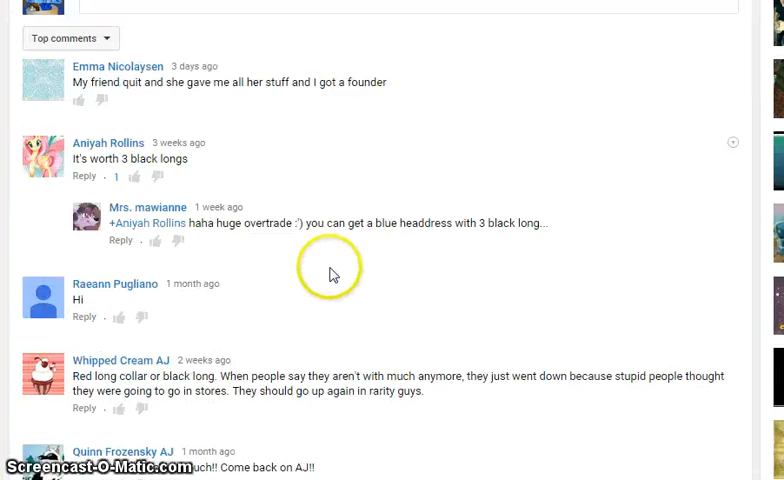 Top comments
Emma Nicolaysen 3 days ago
My friend quit and she gave me all her stuff and I got a founder
Aniyah Rollins 3 weeks ago
It's worth 3 black longs
Reply . 1
Mrs. mawianne 1 week ago
+Aniyah Rollins haha huge overtrade :') you can get a blue headdress with 3 black long...
Reply .
Raeann Pugliano 1 month ago
Hi
Reply .
Whipped Cream AJ 2 weeks ago
Red long collar or black long. When people say they aren't with much anymore, they just went down because stupid people thought
they were going to go in stores. They should go up again in rarity guys.
Reply .
Quinn Frozensky AJ 1 month ago
Screencast-O-Matic.com
Come back on AJ!!